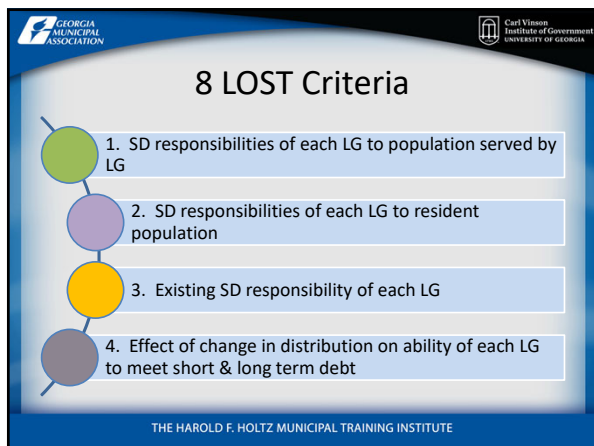 GEORGIA
MUNICIPAL
ASSOCIATION
Carl Vinson
Institute of Government
UNIVERSITY OF GEORGIA
8 LOST Criteria
1. SD responsibilities of each LG to population served by
LG
2. SD responsibilities of each LG to resident
population
3. Existing SD responsibility of each LG
4. Effect of change in distribution on ability of each LG
to meet short & long term debt
THE HAROLD F. HOLTZ MUNICIPAL TRAINING INSTITUTE